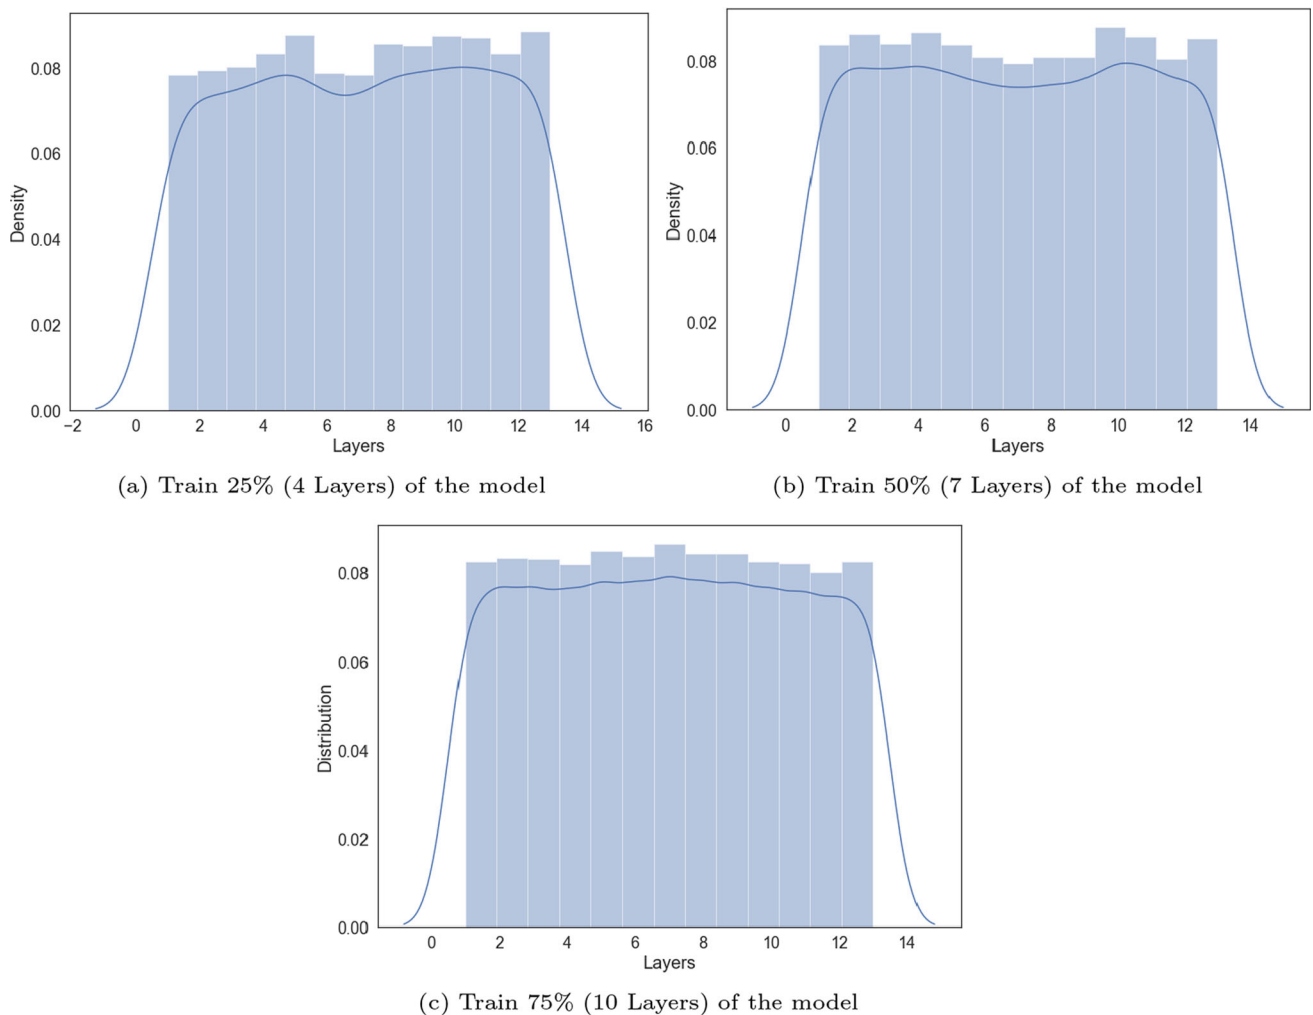 0.08
0.06
0.04
0.02
0.00
Density
−2 0 2 4 6 8 10 12 14 16
Layers
(a) Train 25% (4 Layers) of the model
0.08
0.06
0.04
0.02
0.00
Density
0 2 4 6 8 10 12 14
Layers
(b) Train 50% (7 Layers) of the model
0.08
0.06
0.04
0.02
0.00
Distribution
0 2 4 6 8 10 12 14
Layers
(c) Train 75% (10 Layers) of the model